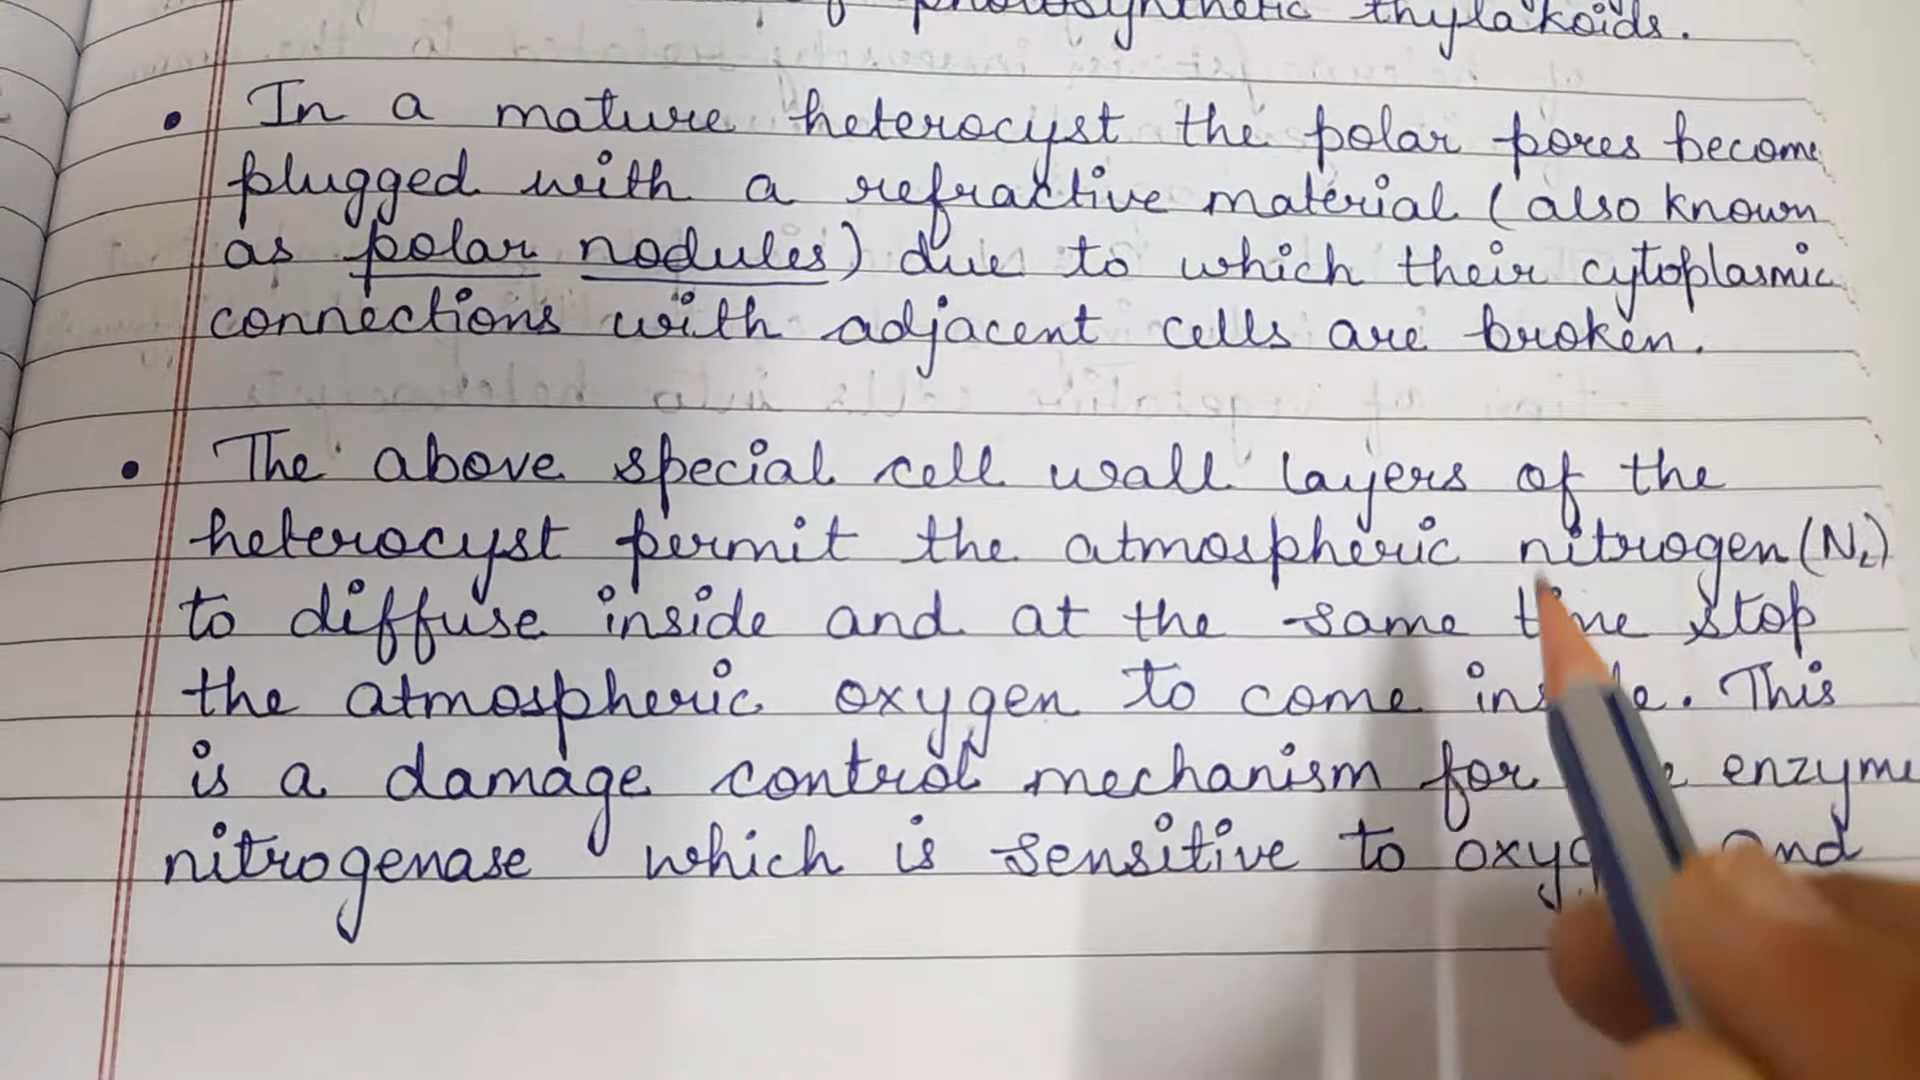 photosynthetic thylakoids.
• In a mature heterocyst the polar pores become
plugged with a refractive material (also known
as polar nodules) due to which their cytoplasmic
connections with adjacent cells are broken.
• The above special cell wall layers of the
heterocyst permit the atmospheric nitrogen (N2)
to diffuse inside and at the same time stop
the atmospheric oxygen to come inside. This
is a damage control mechanism for enzyme
nitrogenase which is sensitive to and